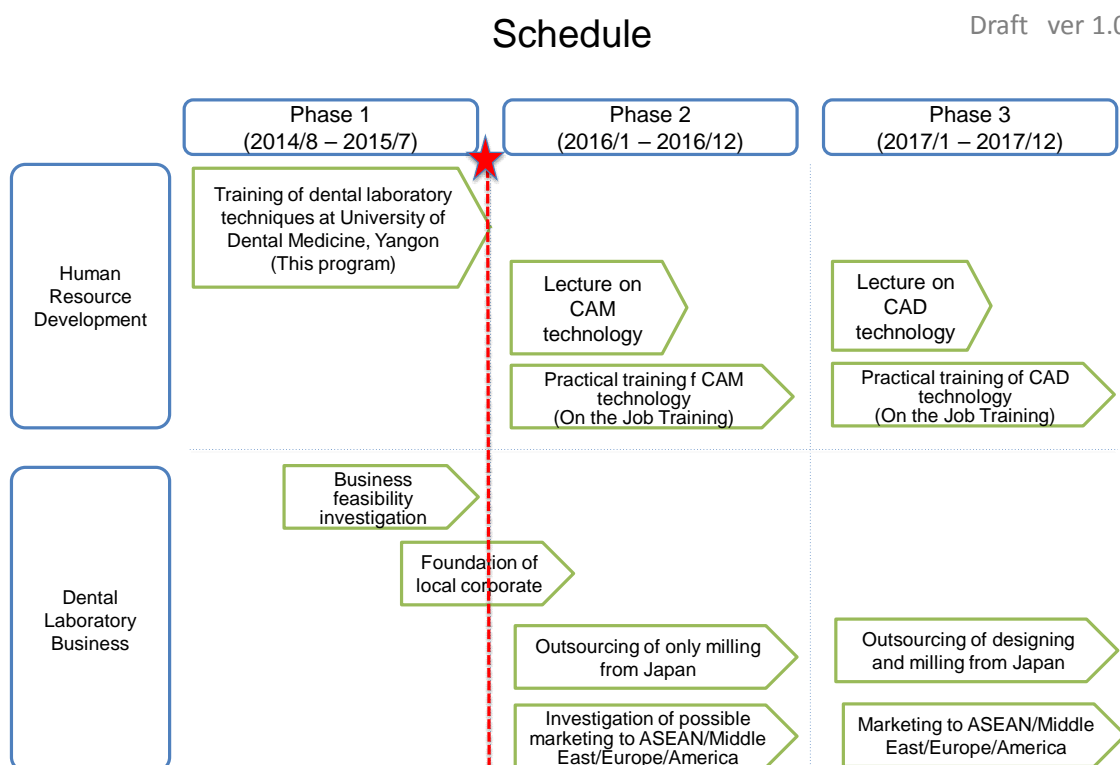 Schedule
Draft ver 1.0
Phase 1
(2014/8 – 2015/7)
Phase 2
(2016/1 – 2016/12)
Phase 3
(2017/1 – 2017/12)
Human
Resource
Development
Training of dental laboratory
techniques at University of
Dental Medicine, Yangon
(This program)
Lecture on
CAM
technology
Lecture on
CAD
technology
Practical training f CAM
technology
(On the Job Training)
Practical training of CAD
technology
(On the Job Training)
Dental
Laboratory
Business
Business
feasibility
investigation
Foundation of
local corporate
Outsourcing of only milling
from Japan
Outsourcing of designing
and milling from Japan
Investigation of possible
marketing to ASEAN/Middle
East/Europe/America
Marketing to ASEAN/Middle
East/Europe/America